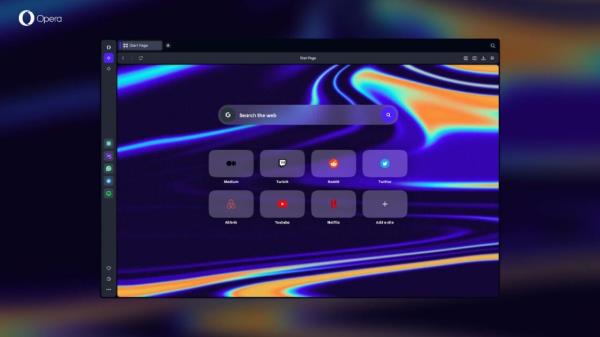 Opera
Start Page
Start Page
Search the web
Medium Twitch Reddit Twitter
Airbnb Youtube Netflix Add a site